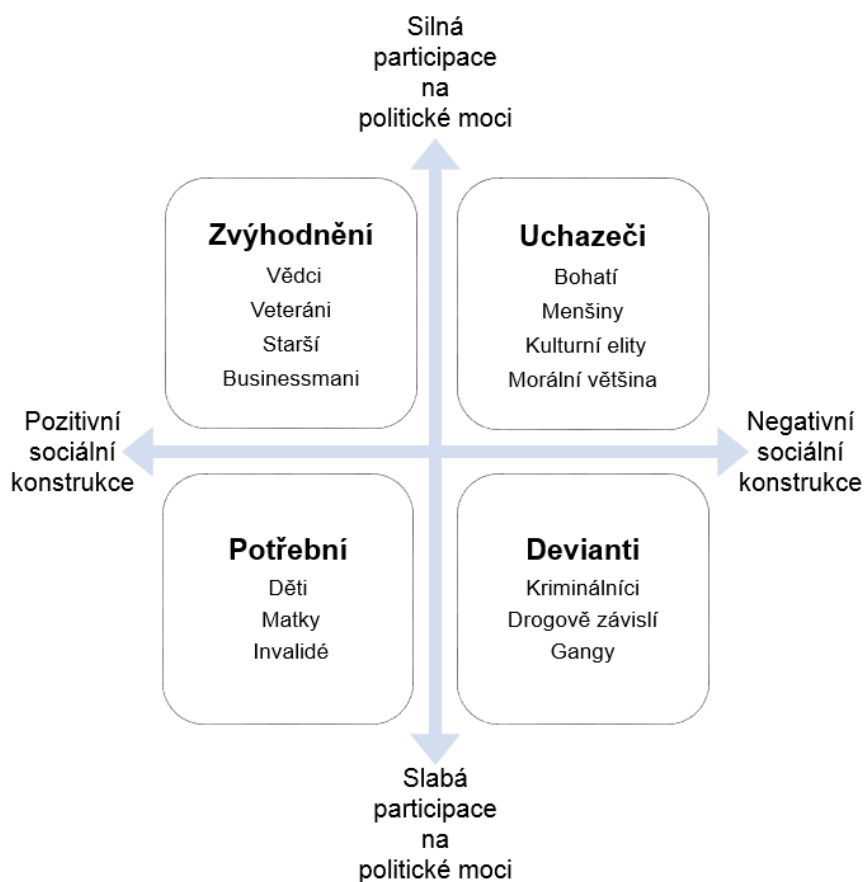 Silná
participace
na
politické moci
Zvýhodnění
Vědci
Veteráni
Starší
Businessmani
Uchazeči
Bohatí
Menšiny
Kulturní elity
Morální většina
Pozitivní
sociální
konstrukce
Negativní
sociální
konstrukce
Potřební
Děti
Matky
Invalidé
Devianti
Kriminálníci
Drogově závislí
Gangy
Slabá
participace
na
politické moci